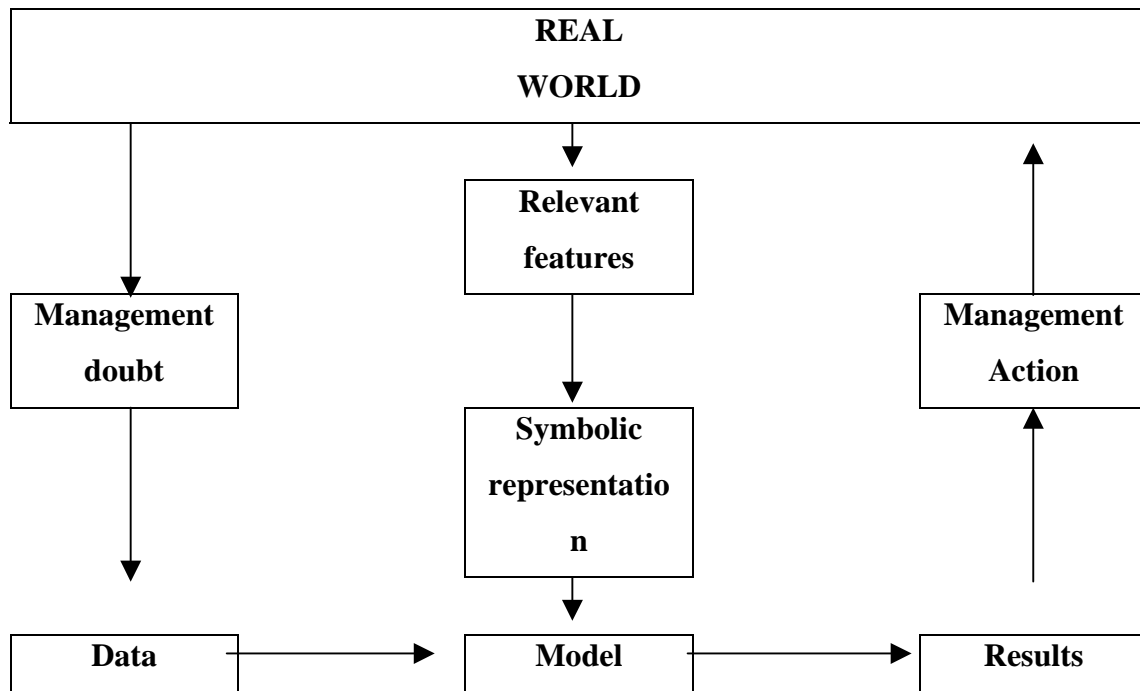 REAL
WORLD
Relevant
features
Management
doubt
Management
Action
Symbolic
representatio
n
Data
Model
Results